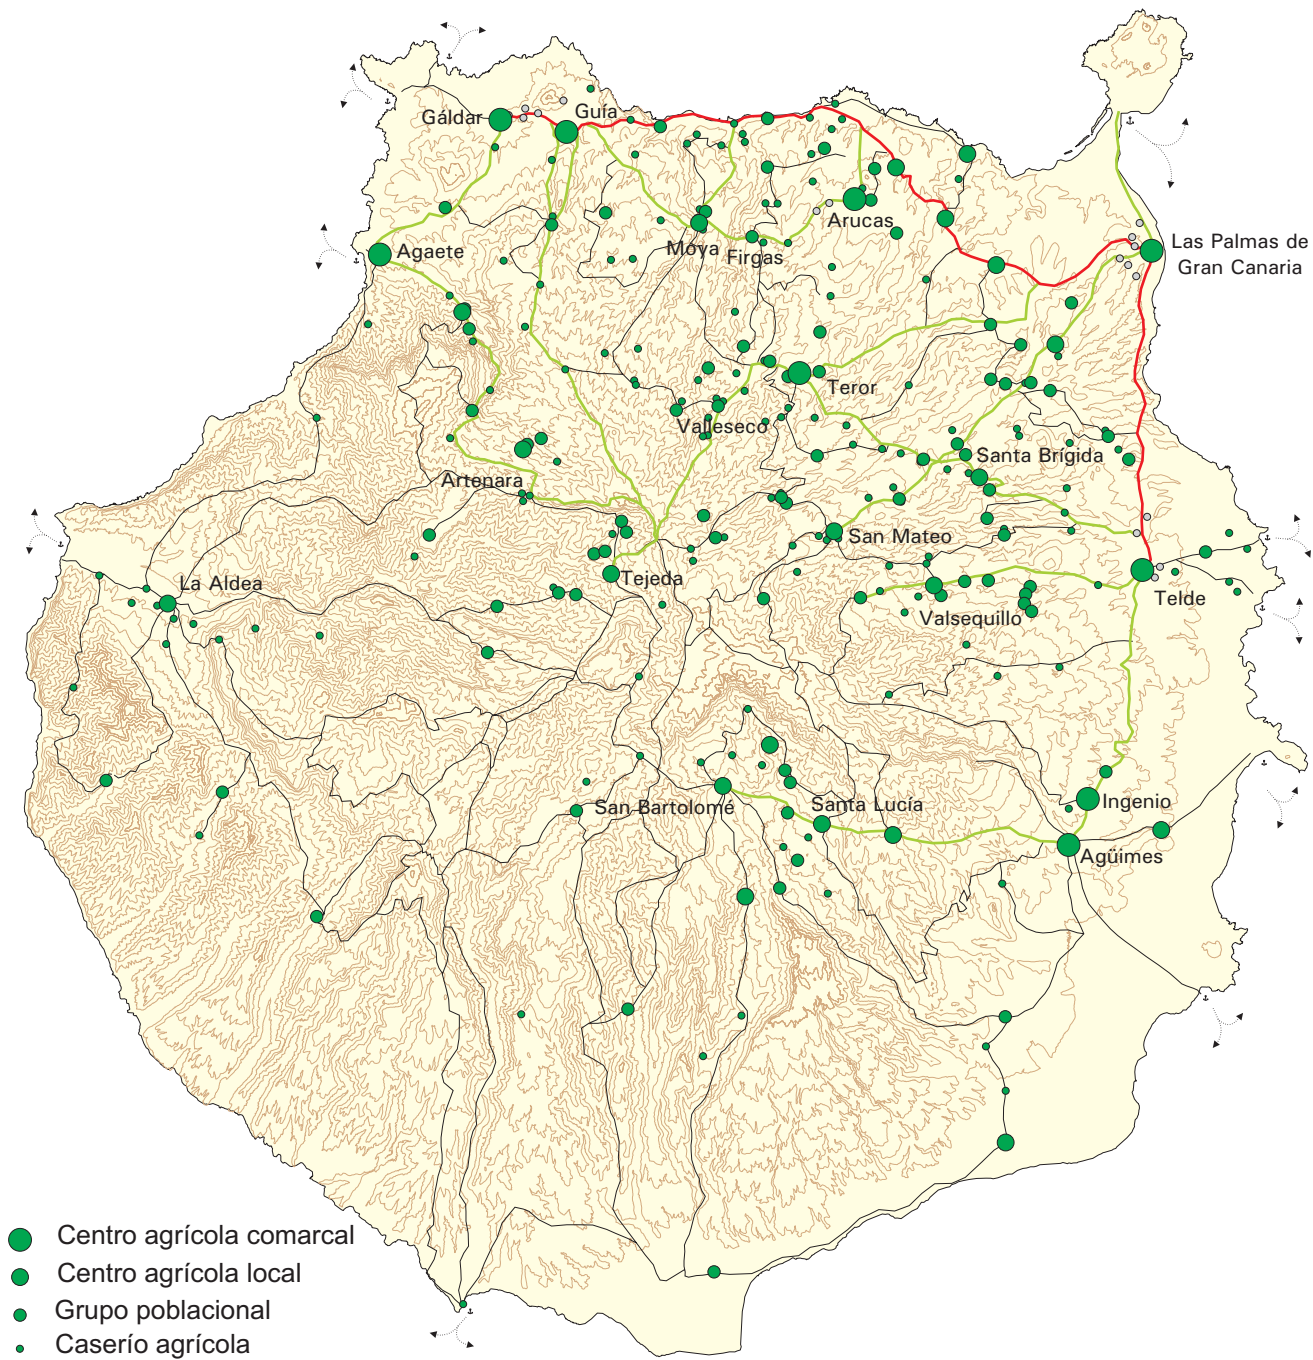 Gáldar
Guía
Agaete
Moya
Firgas
Arucas
Las Palmas de
Gran Canaria
Teror
Valleseco
Santa Brígida
Artenara
San Mateo
La Aldea
Tejeda
Valsequillo
Telde
San Bartolomé
Santa Lucía
Ingenio
Agüimes
Centro agrícola comarcal
Centro agrícola local
Grupo poblacional
Caserío agrícola